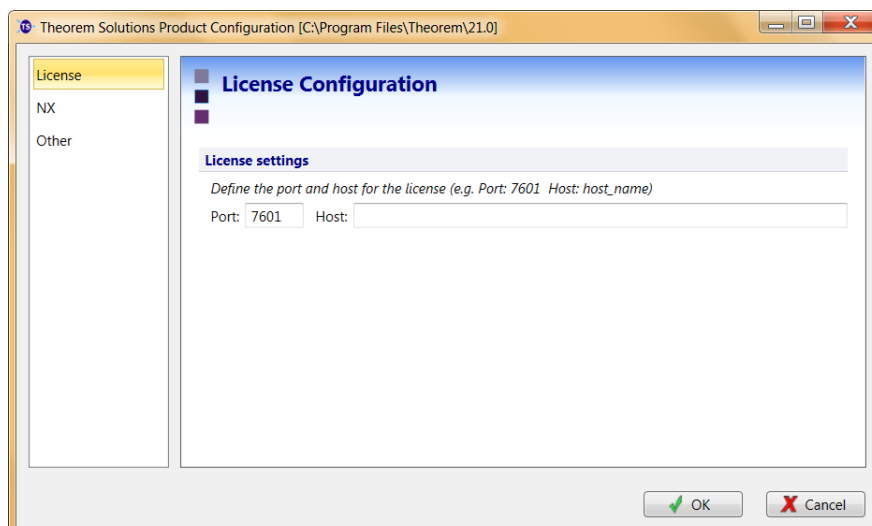 TS
Theorem Solutions Product Configuration [C:\Program Files\Theorem\21.0]
License
NX
Other
License Configuration
License settings
Define the port and host for the license (e.g. Port: 7601 Host: host_name)
Port: 7601 Host:
OK Cancel